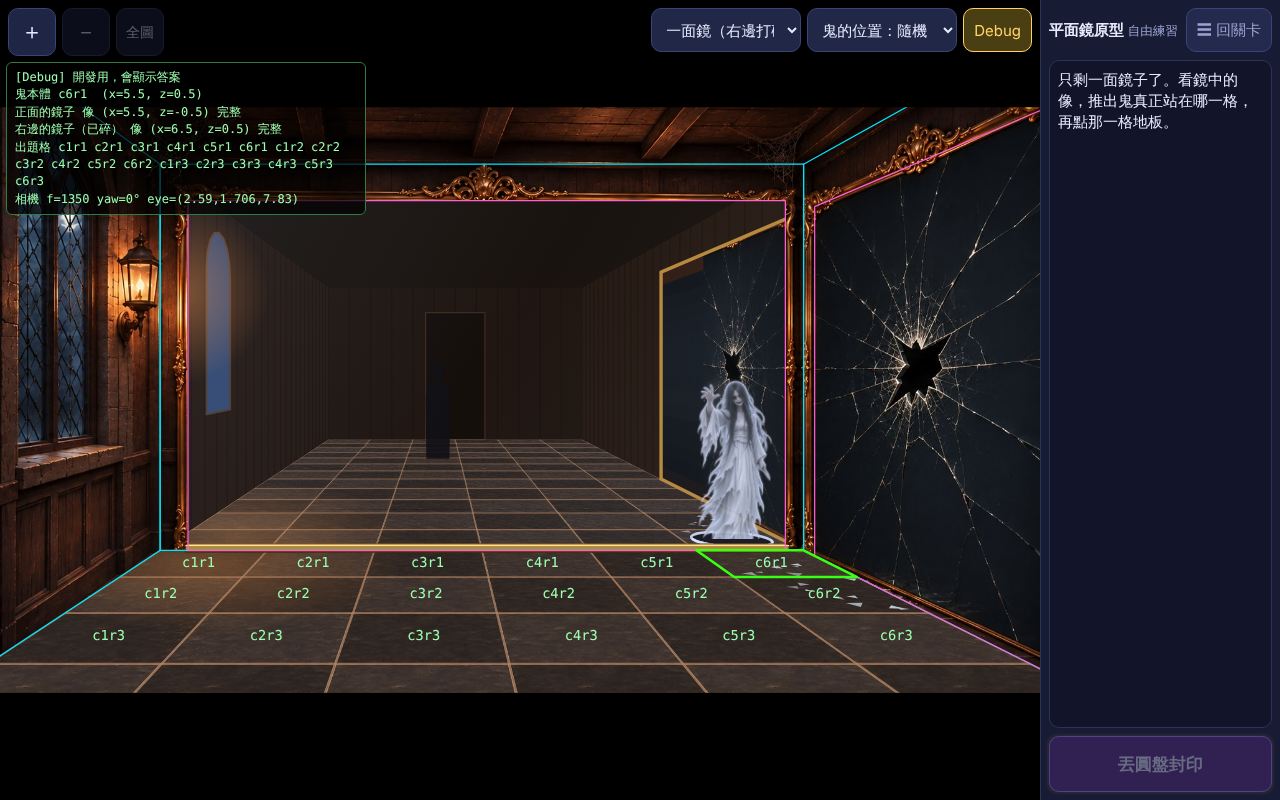 +
−
全圖
一面鏡（右邊打
鬼的位置：隨機
Debug
平面鏡原型 自由練習
☰ 回關卡
[Debug] 開發用，會顯示答案
鬼本體 c6r1 (x=5.5, z=0.5)
正面的鏡子 像 (x=5.5, z=-0.5) 完整
右邊的鏡子（已碎） 像 (x=6.5, z=0.5) 完整
出題格 c1r1 c2r1 c3r1 c4r1 c5r1 c6r1 c1r2 c2r2
c3r2 c4r2 c5r2 c6r2 c1r3 c2r3 c3r3 c4r3 c5r3
c6r3
相機 f=1350 yaw=0° eye=(2.59,1.706,7.83)
只剩一面鏡子了。看鏡中的
像，推出鬼真正站在哪一格，
再點那一格地板。
c1r1 c2r1 c3r1 c4r1 c5r1 c6r1
c1r2 c2r2 c3r2 c4r2 c5r2 c6r2
c1r3 c2r3 c3r3 c4r3 c5r3 c6r3
丟圓盤封印